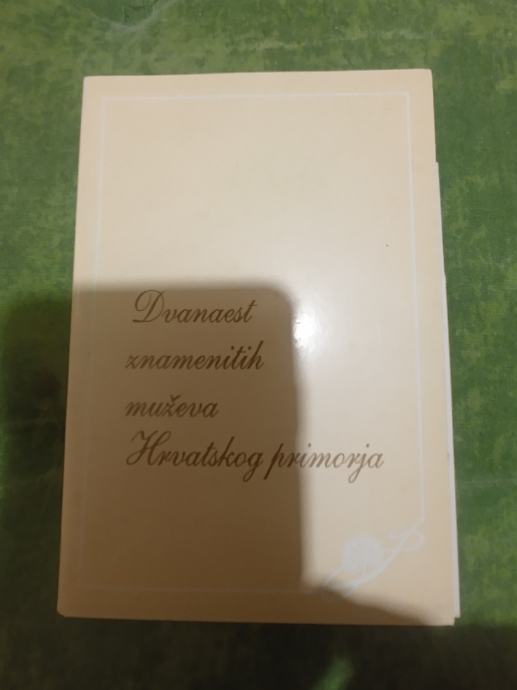 Dvanaest
znamenitih
muževa
Hrvatskog primorja